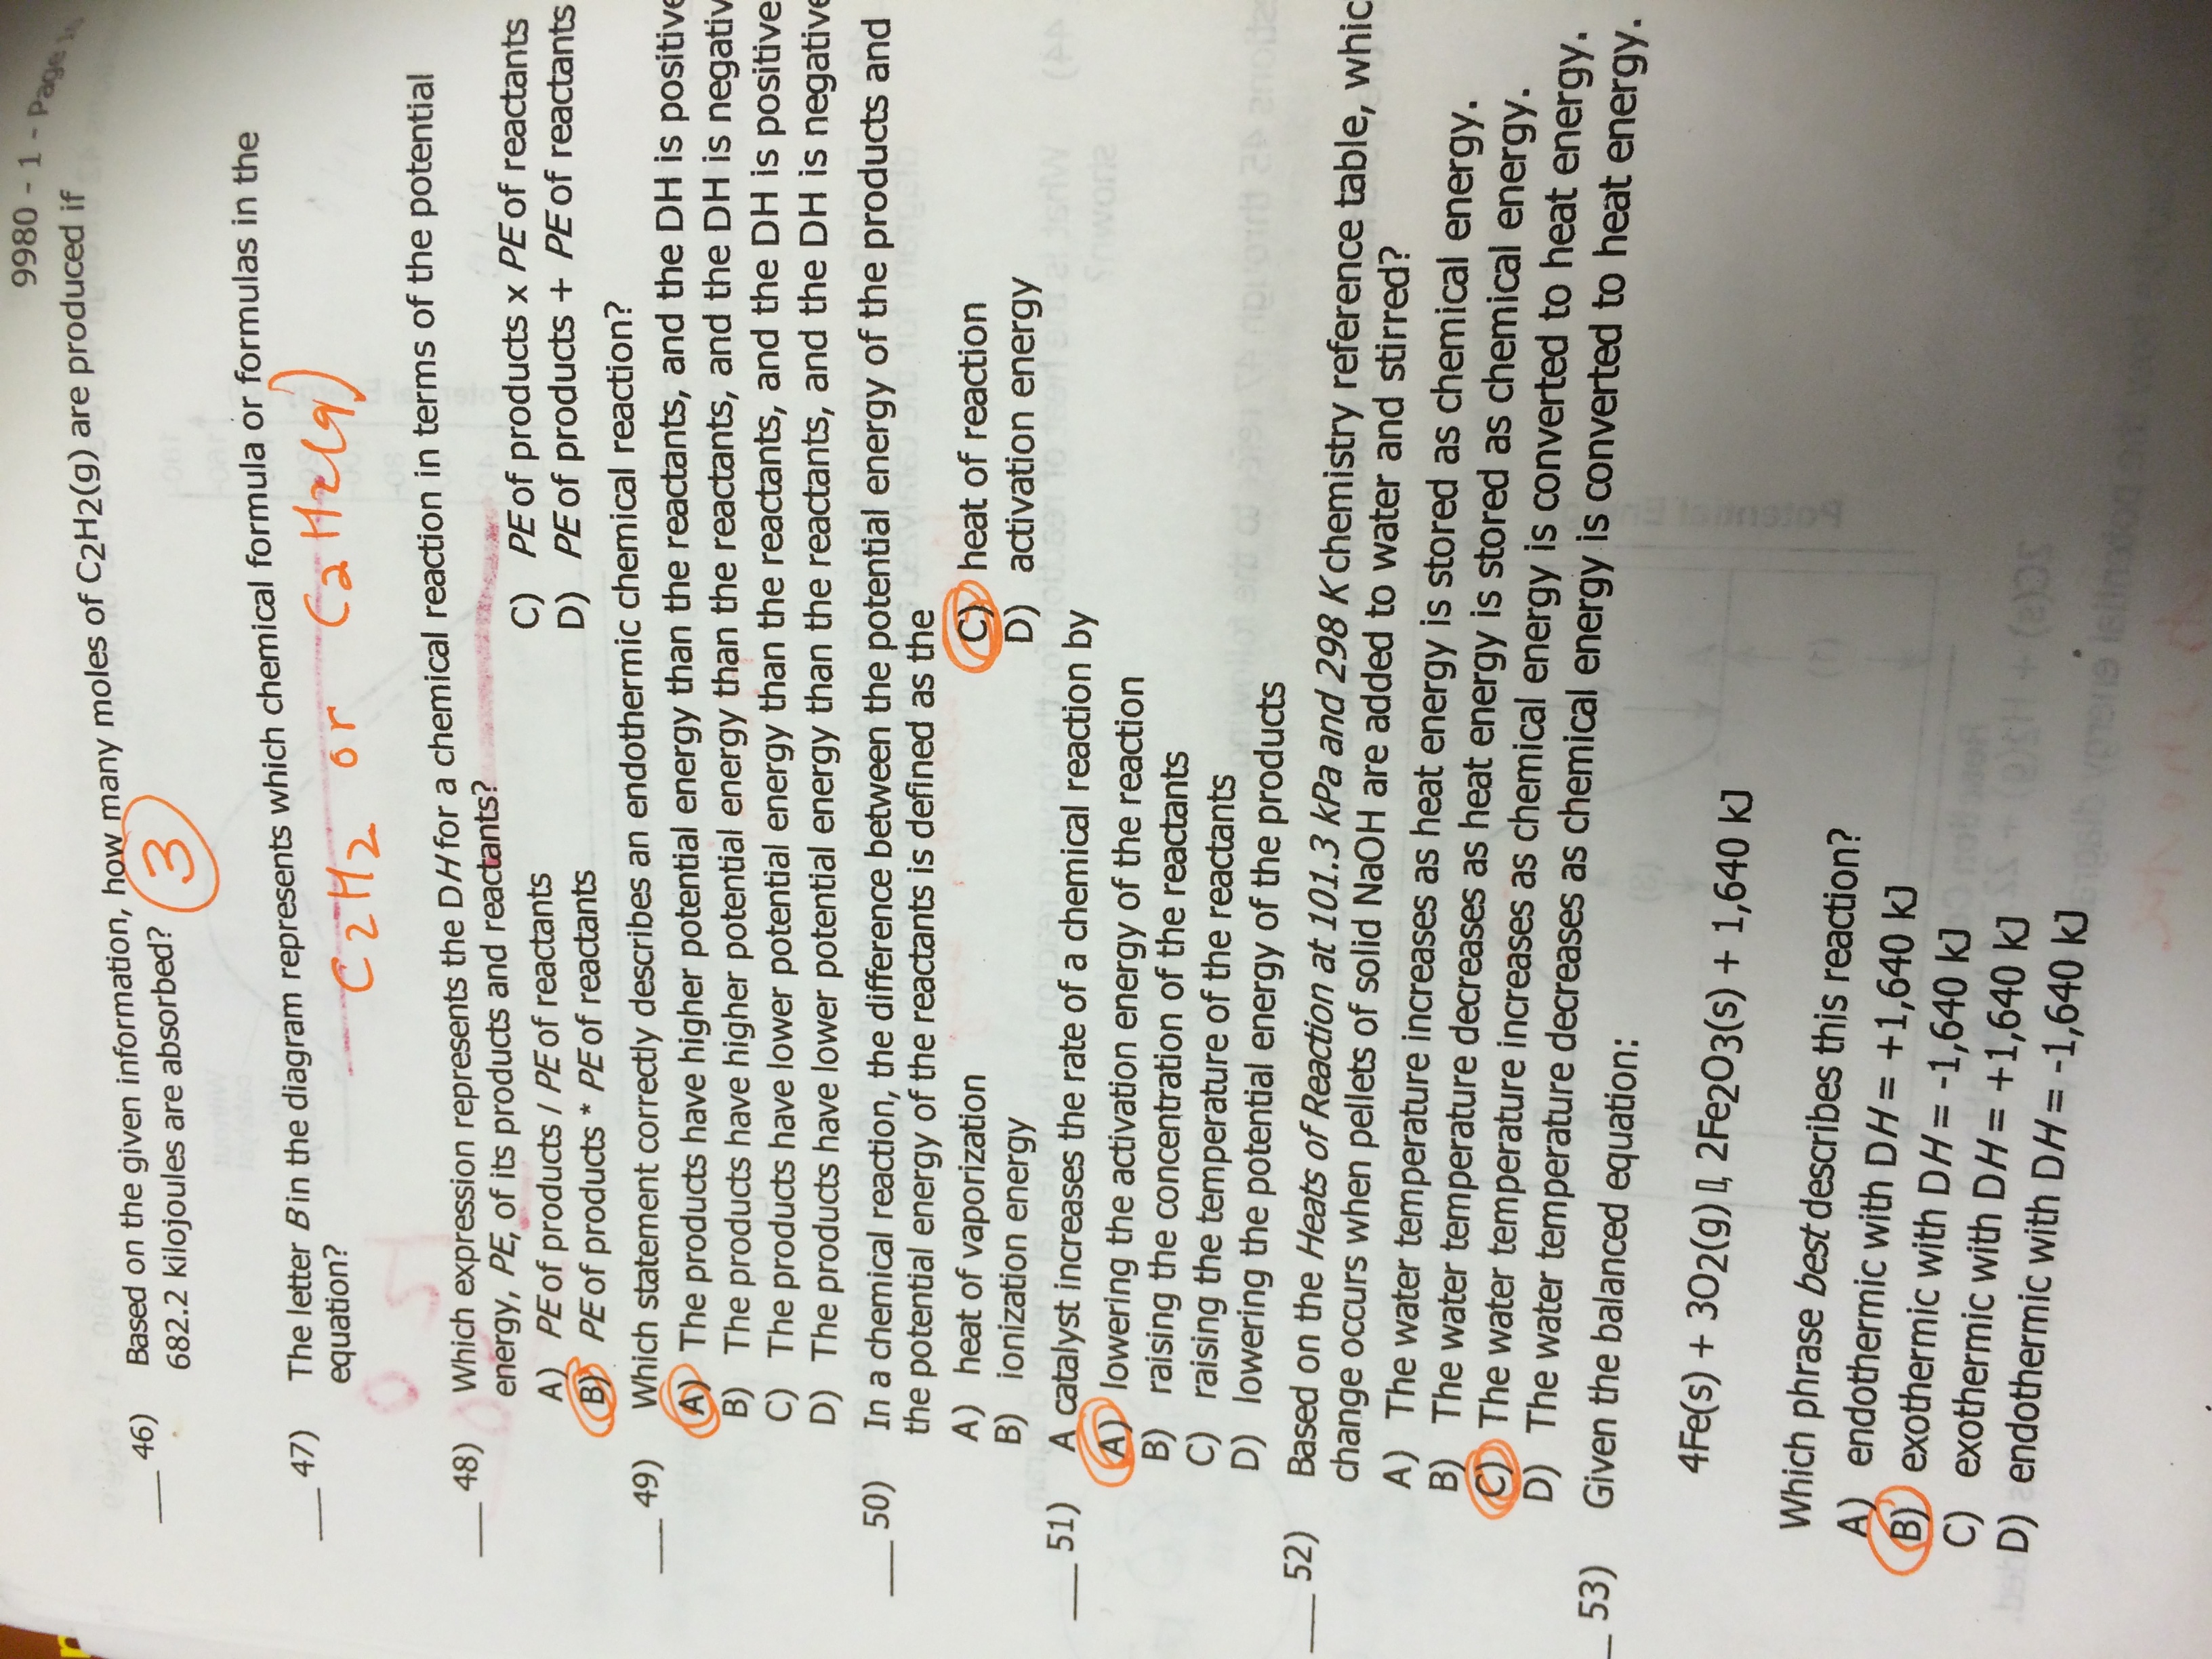 9980 - 1 - Page
46) Based on the given information, how many moles of C2H2(g) are produced if
682.2 kilojoules are absorbed? 3
47) The letter B in the diagram represents which chemical formula or formulas in the
equation?
C2H2 or C2H2(g)
48) Which expression represents the DH for a chemical reaction in terms of the potential
energy, PE, of its products and reactants?
A) PE of products / PE of reactants C) PE of products x PE of reactants
B) PE of products * PE of reactants D) PE of products + PE of reactants
49) Which statement correctly describes an endothermic chemical reaction?
A) The products have higher potential energy than the reactants, and the DH is positive
B) The products have higher potential energy than the reactants, and the DH is negativ
C) The products have lower potential energy than the reactants, and the DH is positive
D) The products have lower potential energy than the reactants, and the DH is negative
50) In a chemical reaction, the difference between the potential energy of the products and
the potential energy of the reactants is defined as the
A) heat of vaporization C) heat of reaction
B) ionization energy D) activation energy
51) A catalyst increases the rate of a chemical reaction by
A) lowering the activation energy of the reaction
B) raising the concentration of the reactants
C) raising the temperature of the reactants
D) lowering the potential energy of the products
52) Based on the Heats of Reaction at 101.3 kPa and 298 K chemistry reference table, whic
change occurs when pellets of solid NaOH are added to water and stirred?
A) The water temperature increases as heat energy is stored as chemical energy.
B) The water temperature decreases as heat energy is stored as chemical energy.
C) The water temperature increases as chemical energy is converted to heat energy.
D) The water temperature decreases as chemical energy is converted to heat energy.
53) Given the balanced equation:
4Fe(s) + 3O2(g) 2Fe2O3(s) + 1,640 kJ
Which phrase best describes this reaction?
A) endothermic with DH = +1,640 kJ
B) exothermic with DH = -1,640 kJ
C) exothermic with DH = +1,640 kJ
D) endothermic with DH = -1,640 kJ